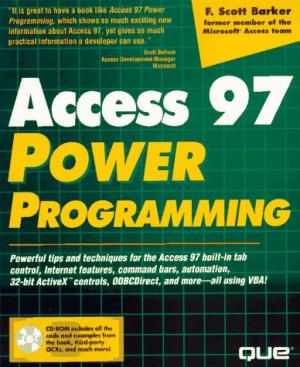 "It is great to have a book like Access 97 Power
Programming, which shows so much exciting new
information about Access 97, yet gives so much
practical information a developer can use."
Scott Bellock
Access Development Manager
Microsoft
F. Scott Barker
former member of the
Microsoft Access team
Access 97
POWER
PROGRAMMING
Powerful tips and techniques for the Access 97 built-in tab
control, Internet features, command bars, automation,
32-bit ActiveX™ controls, ODBCDirect, and more—all using VBA!
CD-ROM includes all the
code and examples from
the book, third-party
OCXs, and much more!
que